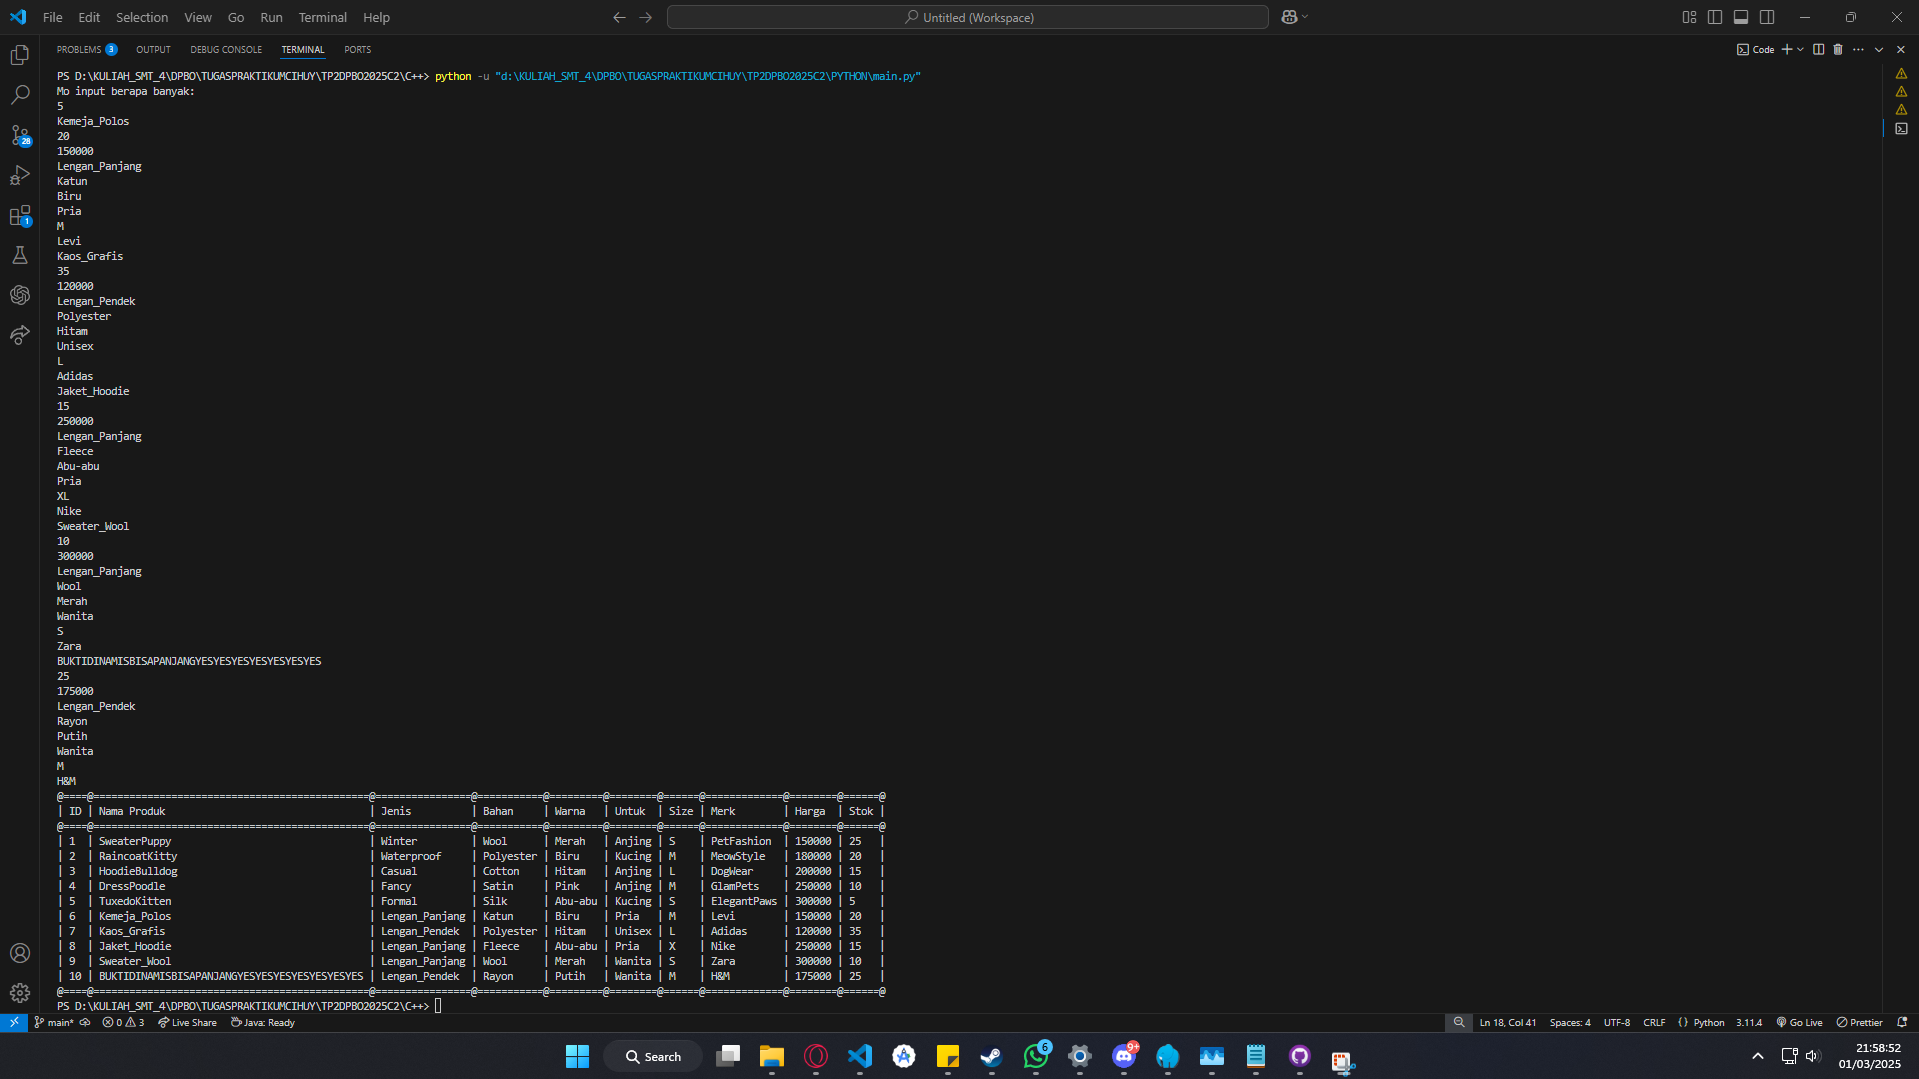 File Edit Selection View Go Run Terminal Help
Untitled (Workspace)
PROBLEMS 3 OUTPUT DEBUG CONSOLE TERMINAL PORTS
Code
PS D:\KULIAH_SMT_4\DPBO\TUGASPRAKTIKUMCIHUY\TP2DPBO2025C2\C++> python -u "d:\KULIAH_SMT_4\DPBO\TUGASPRAKTIKUMCIHUY\TP2DPBO2025C2\PYTHON\main.py"
Mo input berapa banyak:
5
Kemeja_Polos
20
150000
Lengan_Panjang
Katun
Biru
Pria
M
Levi
Kaos_Grafis
35
120000
Lengan_Pendek
Polyester
Hitam
Unisex
L
Adidas
Jaket_Hoodie
15
250000
Lengan_Panjang
Fleece
Abu-abu
Pria
XL
Nike
Sweater_Wool
10
300000
Lengan_Panjang
Wool
Merah
Wanita
S
Zara
BUKTIDINAMISBISAPANJANGYESYESYESYESYESYESYES
25
175000
Lengan_Pendek
Rayon
Putih
Wanita
M
H&M
@====@==============================================@================@===========@=========@========@======@=============@========@======@
| ID | Nama Produk | Jenis | Bahan | Warna | Untuk | Size | Merk | Harga | Stok |
@====@==============================================@================@===========@=========@========@======@=============@========@======@
| 1 | SweaterPuppy | Winter | Wool | Merah | Anjing | S | PetFashion | 150000 | 25 |
| 2 | RaincoatKitty | Waterproof | Polyester | Biru | Kucing | M | MeowStyle | 180000 | 20 |
| 3 | HoodieBulldog | Casual | Cotton | Hitam | Anjing | L | DogWear | 200000 | 15 |
| 4 | DressPoodle | Fancy | Satin | Pink | Anjing | M | GlamPets | 250000 | 10 |
| 5 | TuxedoKitten | Formal | Silk | Abu-abu | Kucing | S | ElegantPaws | 300000 | 5 |
| 6 | Kemeja_Polos | Lengan_Panjang | Katun | Biru | Pria | M | Levi | 150000 | 20 |
| 7 | Kaos_Grafis | Lengan_Pendek | Polyester | Hitam | Unisex | L | Adidas | 120000 | 35 |
| 8 | Jaket_Hoodie | Lengan_Panjang | Fleece | Abu-abu | Pria | X | Nike | 250000 | 15 |
| 9 | Sweater_Wool | Lengan_Panjang | Wool | Merah | Wanita | S | Zara | 300000 | 10 |
| 10 | BUKTIDINAMISBISAPANJANGYESYESYESYESYESYESYES | Lengan_Pendek | Rayon | Putih | Wanita | M | H&M | 175000 | 25 |
@====@==============================================@================@===========@=========@========@======@=============@========@======@
PS D:\KULIAH_SMT_4\DPBO\TUGASPRAKTIKUMCIHUY\TP2DPBO2025C2\C++>
28
1
main* 0 3 Live Share Java: Ready
Ln 18, Col 41 Spaces: 4 UTF-8 CRLF {} Python 3.11.4 Go Live Prettier
Search
6
9+
21:58:52
01/03/2025